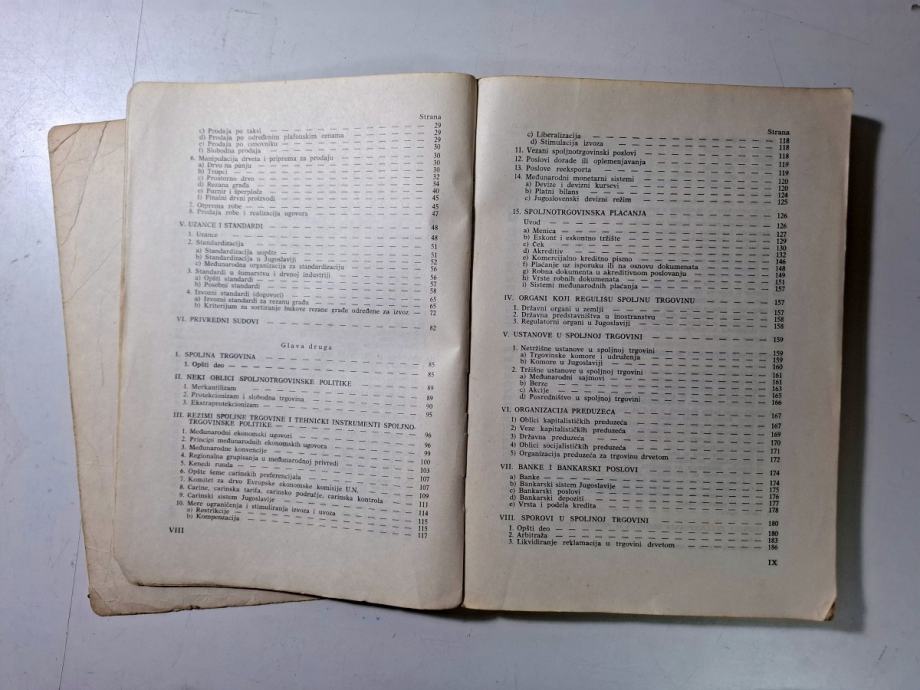 Strana
c) Prodaja po taksi — 29
d) Prodaja po određenim plafonskim cenama — 29
e) Prodaja po cenovniku — 29
f) Slobodna prodaja — 30
6. Manipulacija drveta i priprema za prodaju — 30
a) Drvo na panju — 30
b) Trupci — 30
c) Prostorno drvo — 32
d) Rezana građa — 34
e) Furnir i šperploče — 40
f) Finalni drvni proizvodi — 45
7. Otprema robe — 45
8. Prodaja robe i realizacija ugovora — 47
V. UZANCE I STANDARDI — 48
1. Uzance — 48
2. Standardizacija — 51
a) Standardizacija uopšte — 51
b) Standardizacija u Jugoslaviji — 52
c) Međunarodna organizacija za standardizaciju — 56
3. Standardi u šumarstvu i drvnoj industriji — 56
a) Opšti standardi — 56
b) Posebni standardi — 57
4. Izvozni standardi (dogovori) — 58
a) Izvozni standardi za rezanu građu — 65
b) Kriterijum za sortiranje bukove rezane građe određene za izvoz — 72
VI. PRIVREDNI SUDOVI — 82
Glava druga
I. SPOLJNA TRGOVINA — 85
1. Opšti deo — 85
II. NEKI OBLICI SPOLJNOTRGOVINSKE POLITIKE
1. Merkantilizam — 89
2. Protekcionizam i slobodna trgovina — 90
3. Ekstraprotekcionizam — 95
III. REŽIMI SPOLJNE TRGOVINE I TEHNIČKI INSTRUMENTI SPOLJNO-
TRGOVINSKE POLITIKE — 96
1. Međunarodni ekonomski ugovori — 96
2. Principi međunarodnih ekonomskih ugovora — 99
3. Međunarodne konvencije — 100
4. Regionalna grupisanja u međunarodnoj privredi — 103
5. Kenedi runda — 107
6. Opšte šeme carinskih preferencijala — 107
7. Komitet za drvo Evropske ekonomske komisije U.N. — 109
8. Carine, carinska tarifa, carinsko područje, carinska kontrola — 111
9. Carinski sistem Jugoslavije — 114
10. Mere ograničenja i stimuliranja izvoza i uvoza — 115
a) Restrikcije — 115
b) Kompenzacija — 117
VIII
Strana
c) Liberalizacija — 118
d) Stimulacija izvoza — 118
11. Vezani spoljnotrgovinski poslovi — 118
12. Poslovi dorade ili oplemenjavanja — 119
13. Poslove reeksporta — 119
14. Međunarodni monetarni sistemi — 120
a) Devize i devizni kursevi — 120
b) Platni bilans — 124
c) Jugoslovenski devizni režim — 125
15. SPOLJNOTRGOVINSKA PLAĆANJA — 126
Uvod — 126
a) Menica — 127
b) Eskont i eskontno tržište — 129
c) Ček — 130
d) Akreditiv — 132
e) Komercijalno kreditno pismo — 146
f) Plaćanje uz isporuku ili na osnovu dokumenata — 148
g) Robna dokumenta u akreditivnom poslovanju — 149
h) Vrste robnih dokumenata — 151
i) Sistemi međunarodnih plaćanja — 157
IV. ORGANI KOJI REGULIŠU SPOLJNU TRGOVINU — 157
1. Državni organi u zemlji — 157
2. Državna predstavništva u inostranstvu — 158
3. Regulatorni organi u Jugoslaviji — 158
V. USTANOVE U SPOLJNOJ TRGOVINI — 159
1. Netržišne ustanove u spoljnoj trgovini — 159
a) Trgovinske komore i udruženja — 159
b) Komore u Jugoslaviji — 160
2. Tržišne ustanove u spoljnoj trgovini — 161
a) Međunarodni sajmovi — 161
b) Berze — 163
c) Akcije — 165
d) Posredništvo u spoljnoj trgovini — 166
VI. ORGANIZACIJA PREDUZEĆA — 167
1) Oblici kapitalističkih preduzeća — 167
2) Veze kapitalističkih preduzeća — 169
3) Državna preduzeća — 170
4) Oblici socijalističkih preduzeća — 171
5) Organizacija preduzeća za trgovinu drvetom — 172
VII. BANKE I BANKARSKI POSLOVI — 174
a) Banke — 174
b) Bankarski sistem Jugoslavije — 175
c) Bankarski poslovi — 176
d) Bankarski depoziti — 177
e) Vrsta i podela kredita — 178
VIII. SPOROVI U SPOLJNOJ TRGOVINI — 180
1. Opšti deo — 180
2. Arbitraža — 183
3. Likvidiranje reklamacija u trgovini drvetom — 186
IX